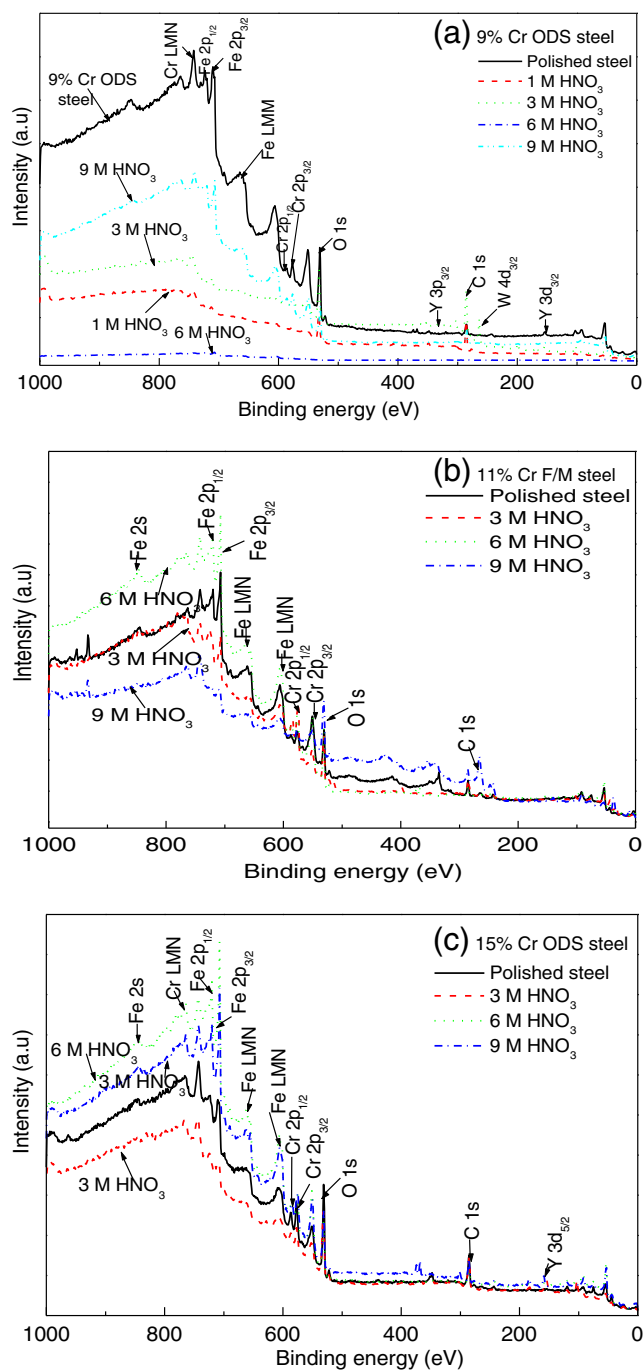 (a) 9% Cr ODS steel
Polished steel
1 M HNO3
3 M HNO3
6 M HNO3
9 M HNO3
Cr LMN
Fe 2p1/2
Fe 2p3/2
9% Cr ODS
steel
Fe LMM
9 M HNO3
3 M HNO3
1 M HNO3
6 M HNO3
Cr 2p1/2
Cr 2p3/2
O 1s
Y 3p3/2
C 1s
W 4d3/2
Y 3d3/2
Intensity (a.u)
1000 800 600 400 200 0
Binding energy (eV)
(b) 11% Cr F/M steel
Polished steel
3 M HNO3
6 M HNO3
9 M HNO3
Fe 2s
Fe 2p1/2
Fe 2p3/2
6 M HNO3
3 M HNO3
9 M HNO3
Fe LMN
Fe LMN
Cr 2p1/2
Cr 2p3/2
O 1s
C 1s
Intensity (a.u)
1000 800 600 400 200 0
Binding energy (eV)
(c) 15% Cr ODS steel
Polished steel
3 M HNO3
6 M HNO3
9 M HNO3
Fe 2s
Cr LMN
Fe 2p1/2
Fe 2p3/2
6 M HNO3
3 M HNO3
3 M HNO3
Fe LMN
Fe LMN
Cr 2p1/2
Cr 2p3/2
O 1s
C 1s
Y 3d5/2
Intensity (a.u)
1000 800 600 400 200 0
Binding energy (eV)